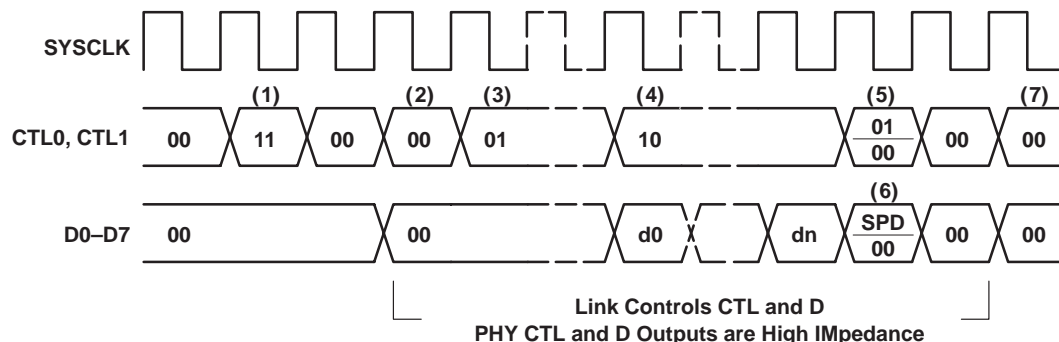 SYSCLK
(1) (2) (3) (4) (5) (7)
CTL0, CTL1 00 11 00 00 01 10 01 00 00 00
(6)
D0–D7 00 00 d0 dn SPD 00 00 00
Link Controls CTL and D
PHY CTL and D Outputs are High IMpedance